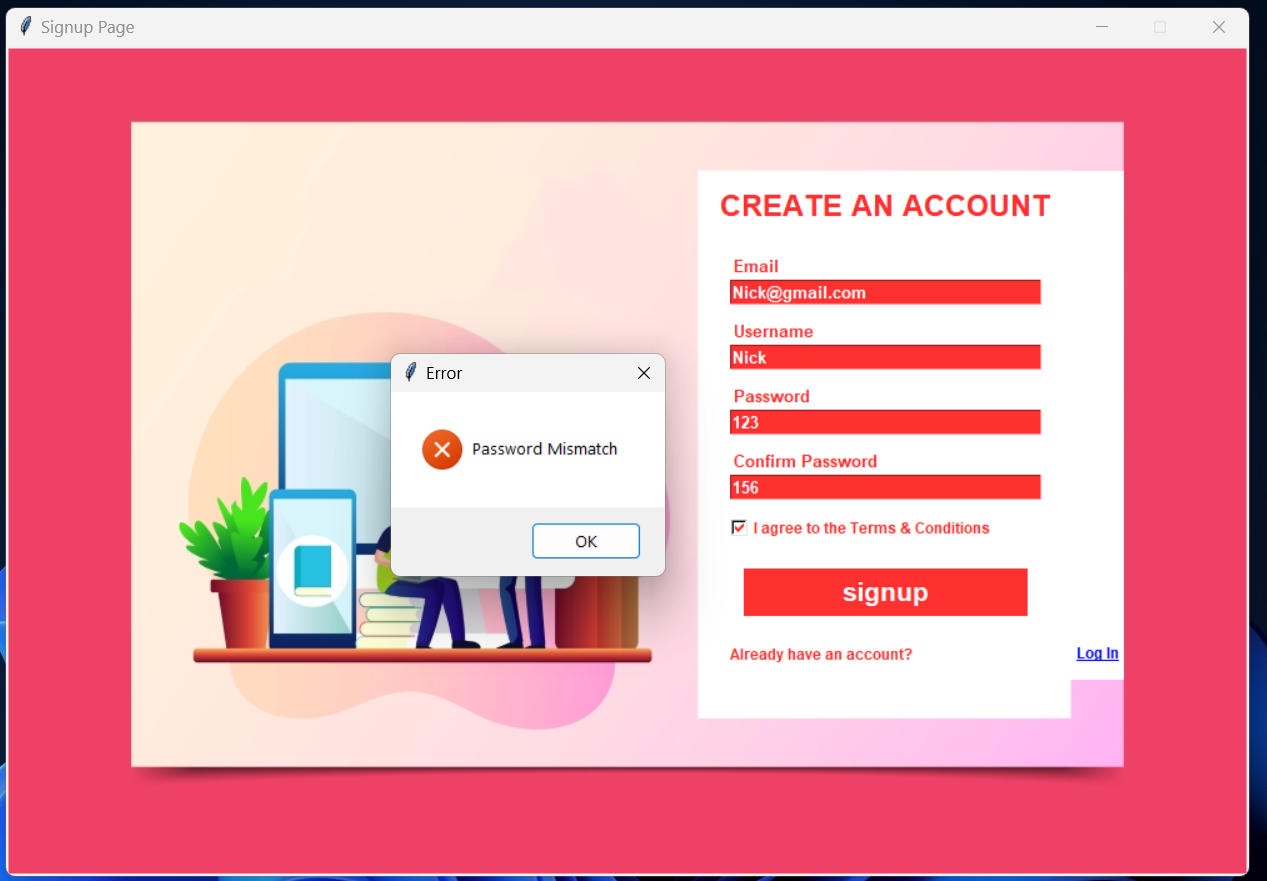 Signup Page
CREATE AN ACCOUNT
Email
Nick@gmail.com
Username
Nick
Password
123
Confirm Password
156
I agree to the Terms & Conditions
signup
Already have an account? Log In
Error
Password Mismatch
OK